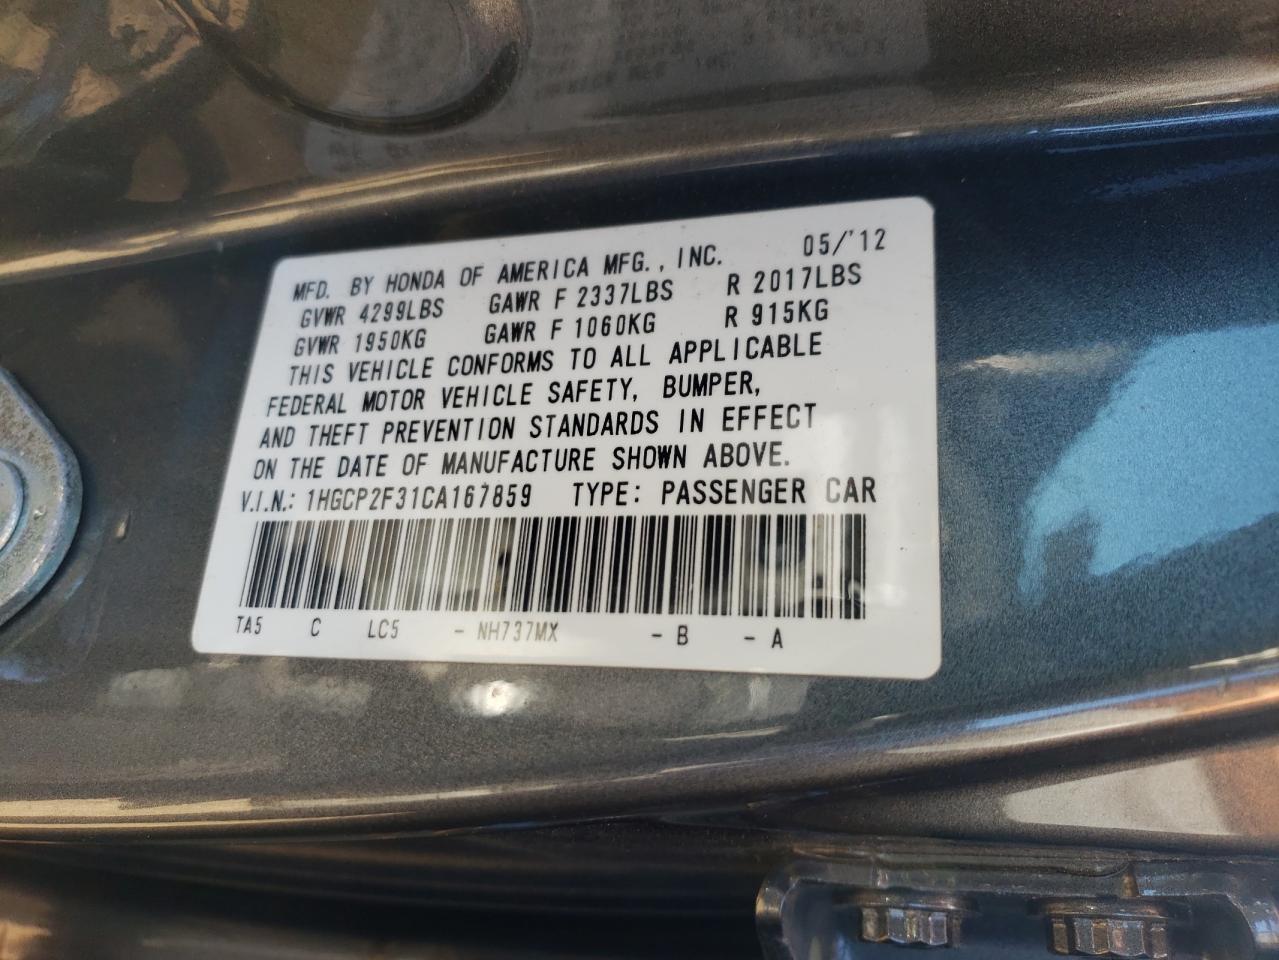 MFD. BY HONDA OF AMERICA MFG., INC. 05/'12
GVWR 4299LBS GAWR F 2337LBS R 2017LBS
GVWR 1950KG GAWR F 1060KG R 915KG
THIS VEHICLE CONFORMS TO ALL APPLICABLE
FEDERAL MOTOR VEHICLE SAFETY, BUMPER,
AND THEFT PREVENTION STANDARDS IN EFFECT
ON THE DATE OF MANUFACTURE SHOWN ABOVE.
V.I.N.: 1HGCP2F31CA167859 TYPE: PASSENGER CAR
TA5 C LC5 - NH737MX - B - A